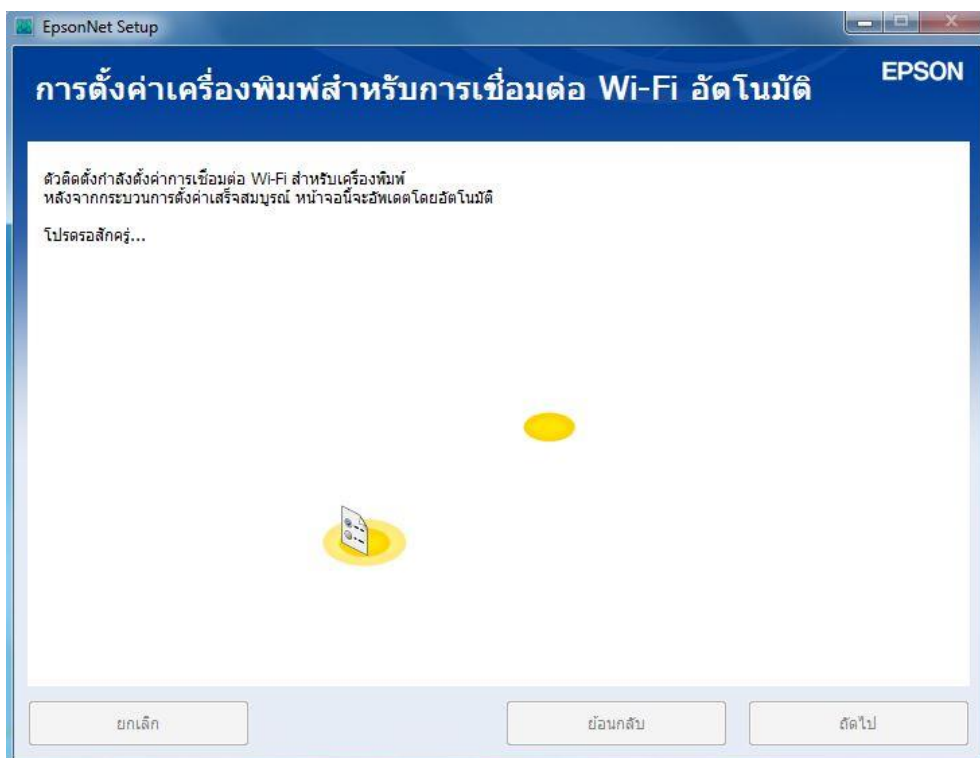 EpsonNet Setup
การตั้งค่าเครื่องพิมพ์สำหรับการเชื่อมต่อ Wi-Fi อัตโนมัติ
EPSON
ตัวติดตั้งกำลังตั้งค่าการเชื่อมต่อ Wi-Fi สำหรับเครื่องพิมพ์
หลังจากกระบวนการตั้งค่าเสร็จสมบูรณ์ หน้าจอนี้จะอัพเดตโดยอัตโนมัติ
โปรดรอสักครู่...
ยกเลิก
ย้อนกลับ
ถัดไป